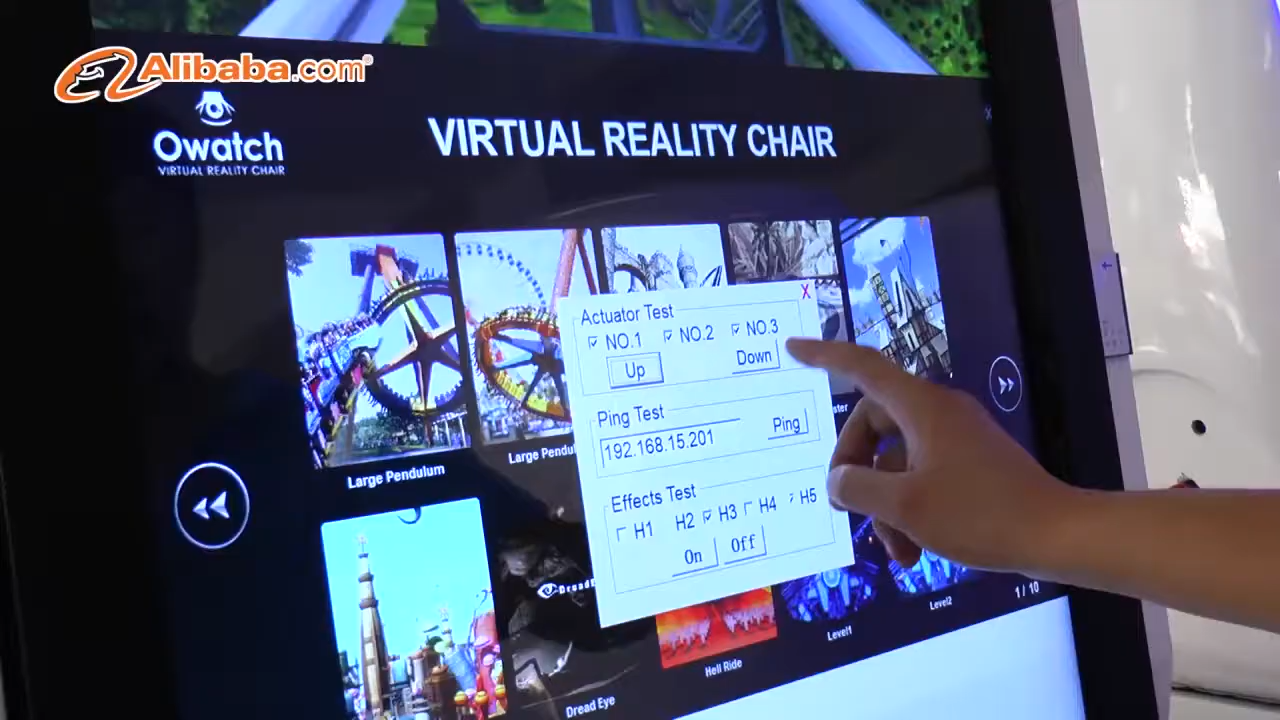 Alibaba.com®
Owatch
VIRTUAL REALITY CHAIR
VIRTUAL REALITY CHAIR
X
Actuator Test
NO.1 NO.2 NO.3
Up Down
Ping Test
192.168.15.201 Ping
Effects Test
H1 H2 H3 H4 H5
On Off
Large Pendulum
Large
Dread Eye
Hell Ride
Level1
Level2
1 / 10